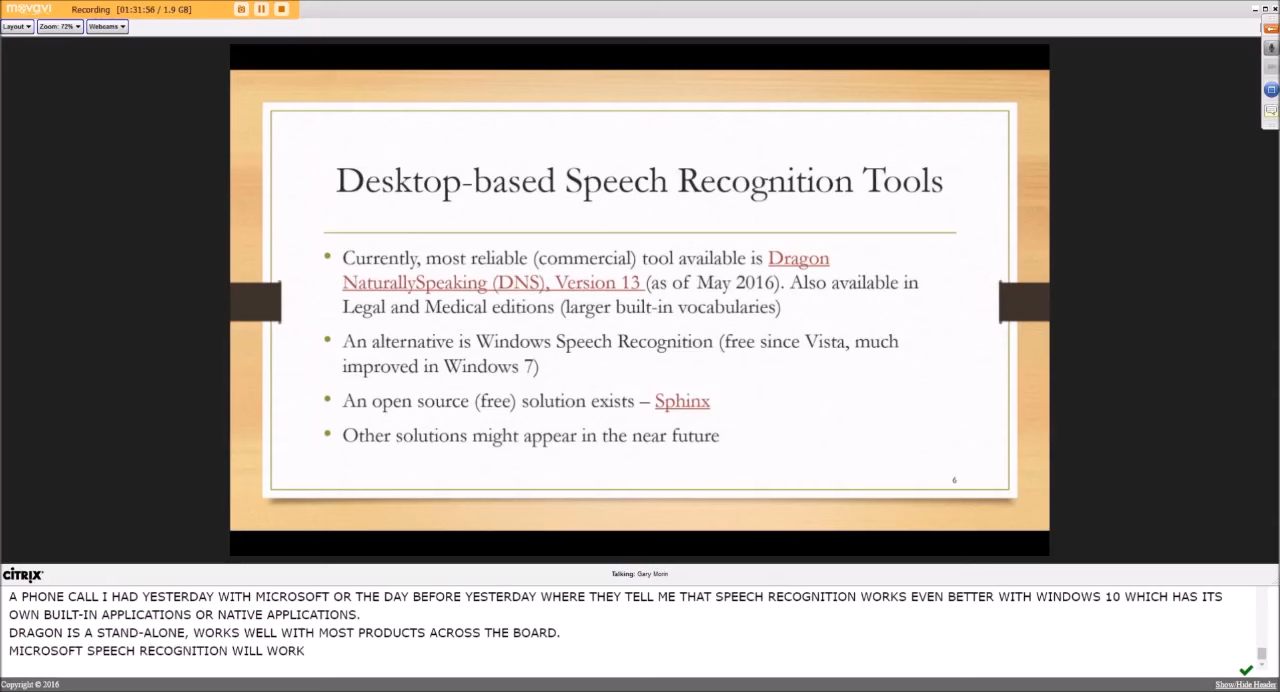 movavi
Recording [01:31:56 / 1.9 GB]
Layout
Zoom: 72%
Webcams
Desktop-based Speech Recognition Tools
• Currently, most reliable (commercial) tool available is Dragon
NaturallySpeaking (DNS), Version 13 (as of May 2016). Also available in
Legal and Medical editions (larger built-in vocabularies)
• An alternative is Windows Speech Recognition (free since Vista, much
improved in Windows 7)
• An open source (free) solution exists – Sphinx
• Other solutions might appear in the near future
6
CİTRIX
Talking: Gary Morin
A PHONE CALL I HAD YESTERDAY WITH MICROSOFT OR THE DAY BEFORE YESTERDAY WHERE THEY TELL ME THAT SPEECH RECOGNITION WORKS EVEN BETTER WITH WINDOWS 10 WHICH HAS ITS
OWN BUILT-IN APPLICATIONS OR NATIVE APPLICATIONS.
DRAGON IS A STAND-ALONE, WORKS WELL WITH MOST PRODUCTS ACROSS THE BOARD.
MICROSOFT SPEECH RECOGNITION WILL WORK
Copyright © 2016
Show/Hide Header